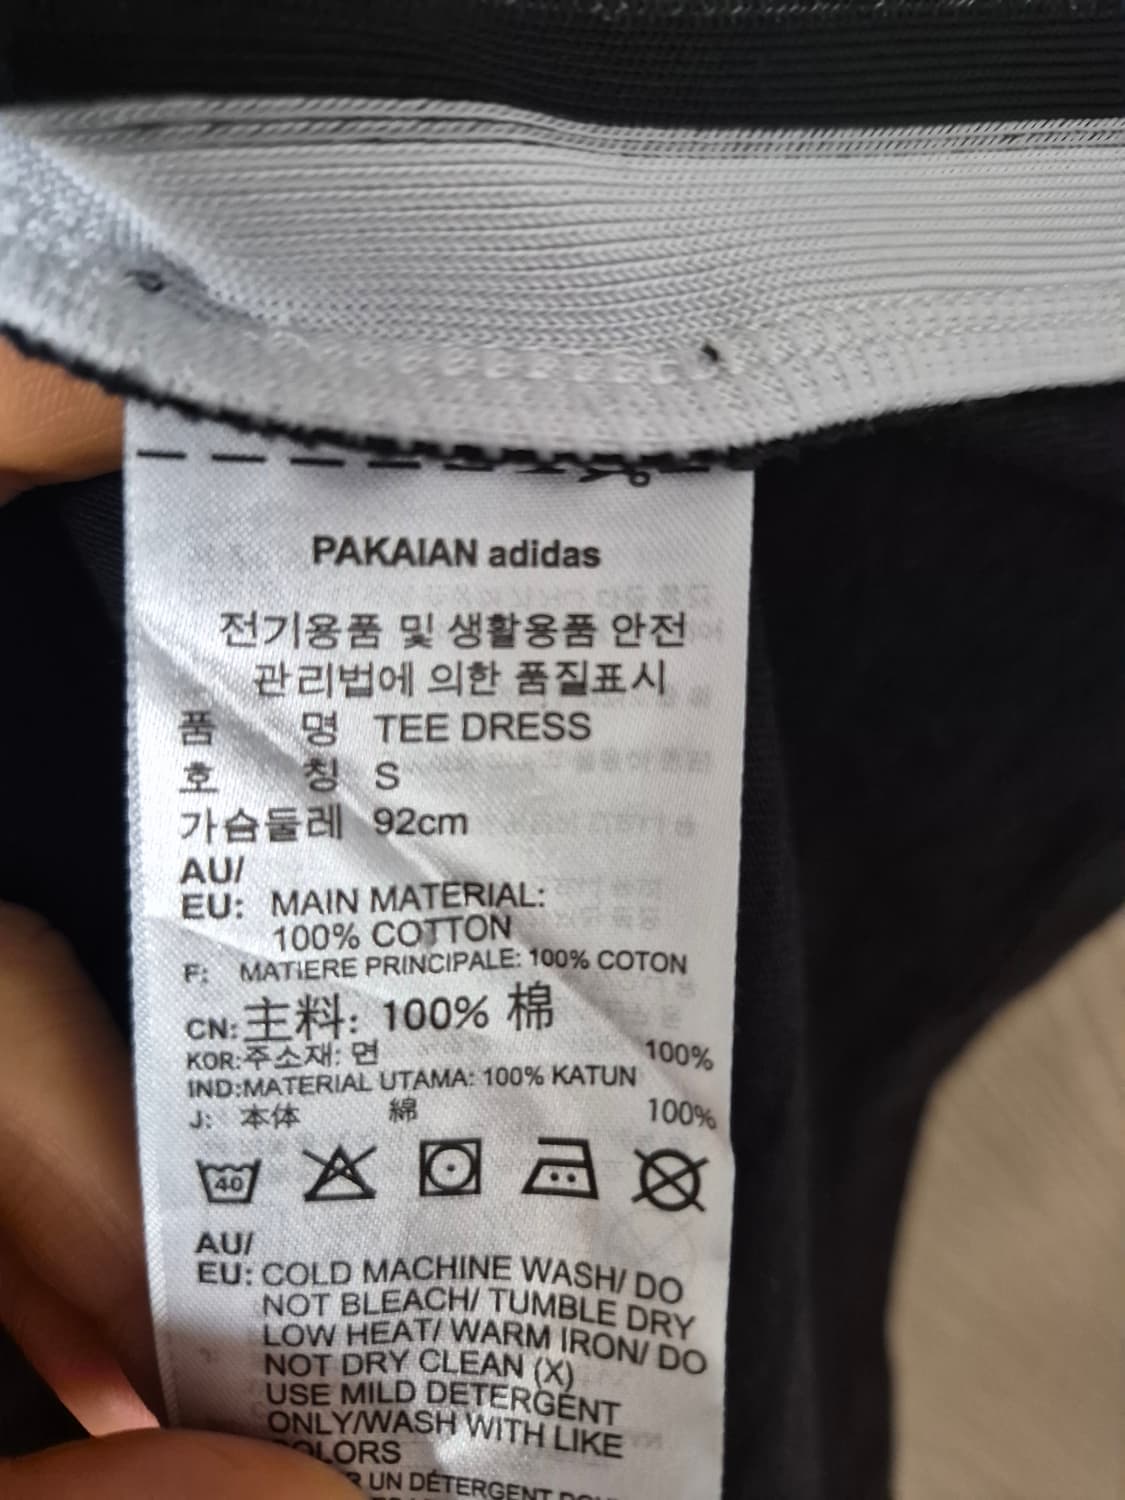 PAKAIAN adidas
전기용품 및 생활용품 안전
관리법에 의한 품질표시
품 명 TEE DRESS
호 칭 S
가슴둘레 92cm
AU/
EU: MAIN MATERIAL:
100% COTTON
F: MATIERE PRINCIPALE: 100% COTON
CN: 主料: 100% 棉
KOR:주소재: 면 100%
IND:MATERIAL UTAMA: 100% KATUN
J: 本体 綿 100%
40
AU/
EU: COLD MACHINE WASH/ DO
NOT BLEACH/ TUMBLE DRY
LOW HEAT/ WARM IRON/ DO
NOT DRY CLEAN (X)
USE MILD DETERGENT
ONLY/WASH WITH LIKE
COLORS
UN DÉTERGENT